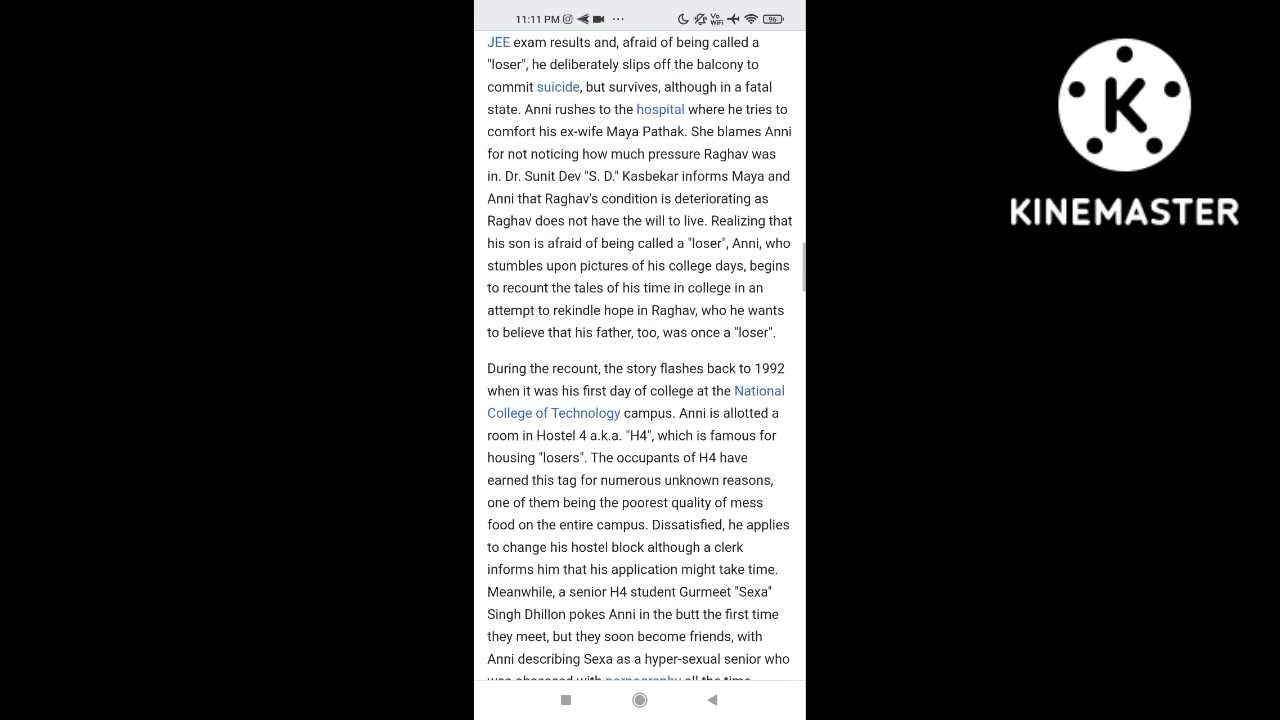 11:11 PM
Vo
WiFi
96
JEE exam results and, afraid of being called a
"loser", he deliberately slips off the balcony to
commit suicide, but survives, although in a fatal
state. Anni rushes to the hospital where he tries to
comfort his ex-wife Maya Pathak. She blames Anni
for not noticing how much pressure Raghav was
in. Dr. Sunit Dev "S. D." Kasbekar informs Maya and
Anni that Raghav's condition is deteriorating as
Raghav does not have the will to live. Realizing that
his son is afraid of being called a "loser", Anni, who
stumbles upon pictures of his college days, begins
to recount the tales of his time in college in an
attempt to rekindle hope in Raghav, who he wants
to believe that his father, too, was once a "loser".
During the recount, the story flashes back to 1992
when it was his first day of college at the National
College of Technology campus. Anni is allotted a
room in Hostel 4 a.k.a. "H4", which is famous for
housing "losers". The occupants of H4 have
earned this tag for numerous unknown reasons,
one of them being the poorest quality of mess
food on the entire campus. Dissatisfied, he applies
to change his hostel block although a clerk
informs him that his application might take time.
Meanwhile, a senior H4 student Gurmeet "Sexa"
Singh Dhillon pokes Anni in the butt the first time
they meet, but they soon become friends, with
Anni describing Sexa as a hyper-sexual senior who
was obsessed with pornography all the time
K
KINEMASTER